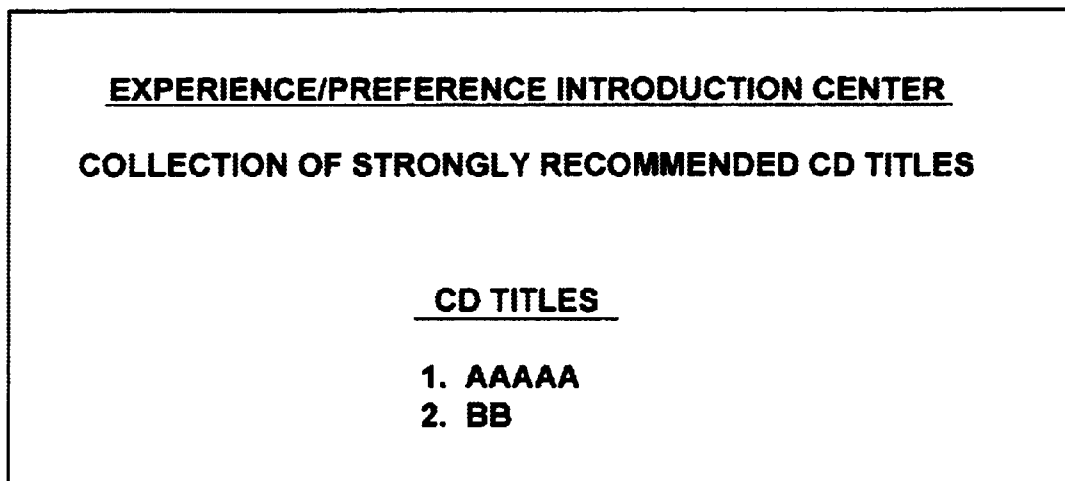 EXPERIENCE/PREFERENCE INTRODUCTION CENTER
COLLECTION OF STRONGLY RECOMMENDED CD TITLES
CD TITLES
1. AAAAA
2. BB